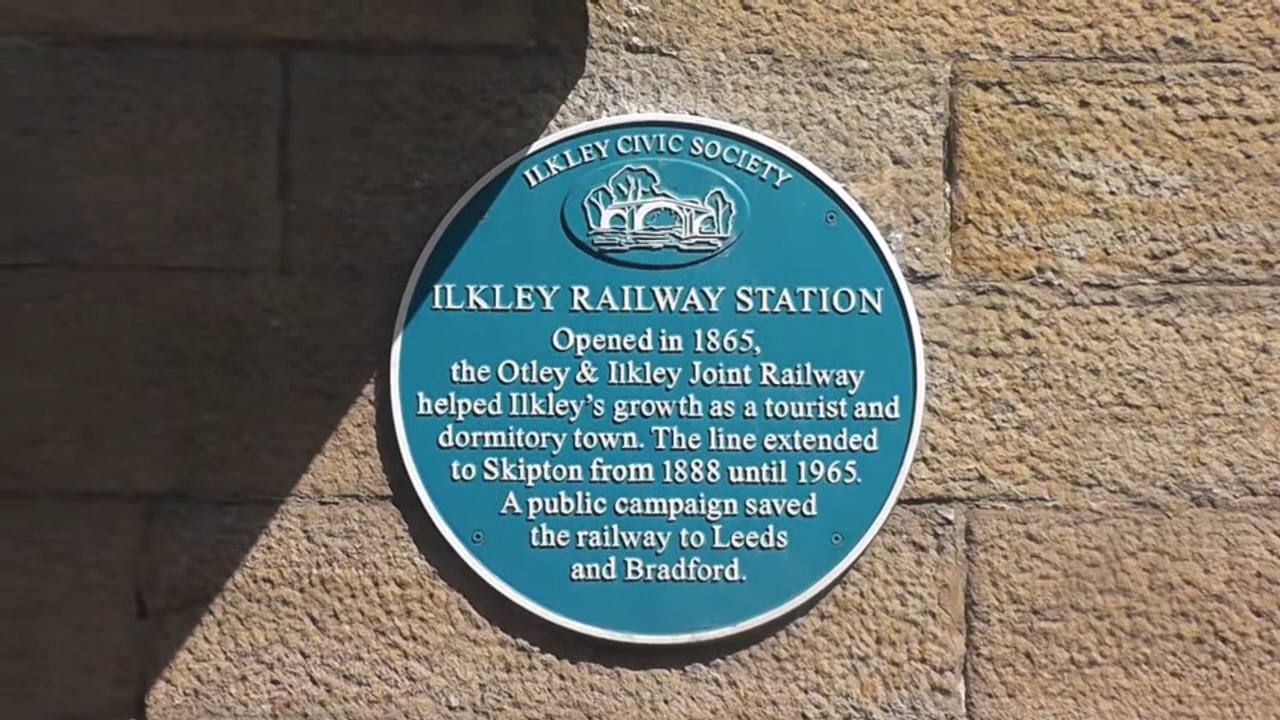 ILKLEY CIVIC SOCIETY
ILKLEY RAILWAY STATION
Opened in 1865,
the Otley & Ilkley Joint Railway
helped Ilkley's growth as a tourist and
dormitory town. The line extended
to Skipton from 1888 until 1965.
A public campaign saved
the railway to Leeds
and Bradford.